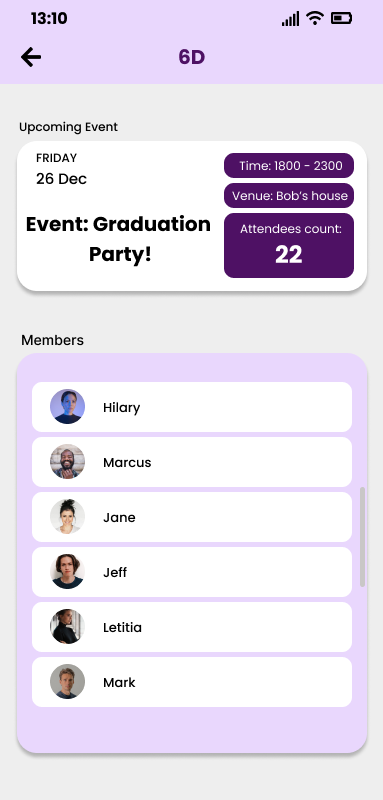 13:10
6D
Upcoming Event
FRIDAY
26 Dec
Event: Graduation
Party!
Time: 1800 - 2300
Venue: Bob's house
Attendees count:
22
Members
Hilary
Marcus
Jane
Jeff
Letitia
Mark